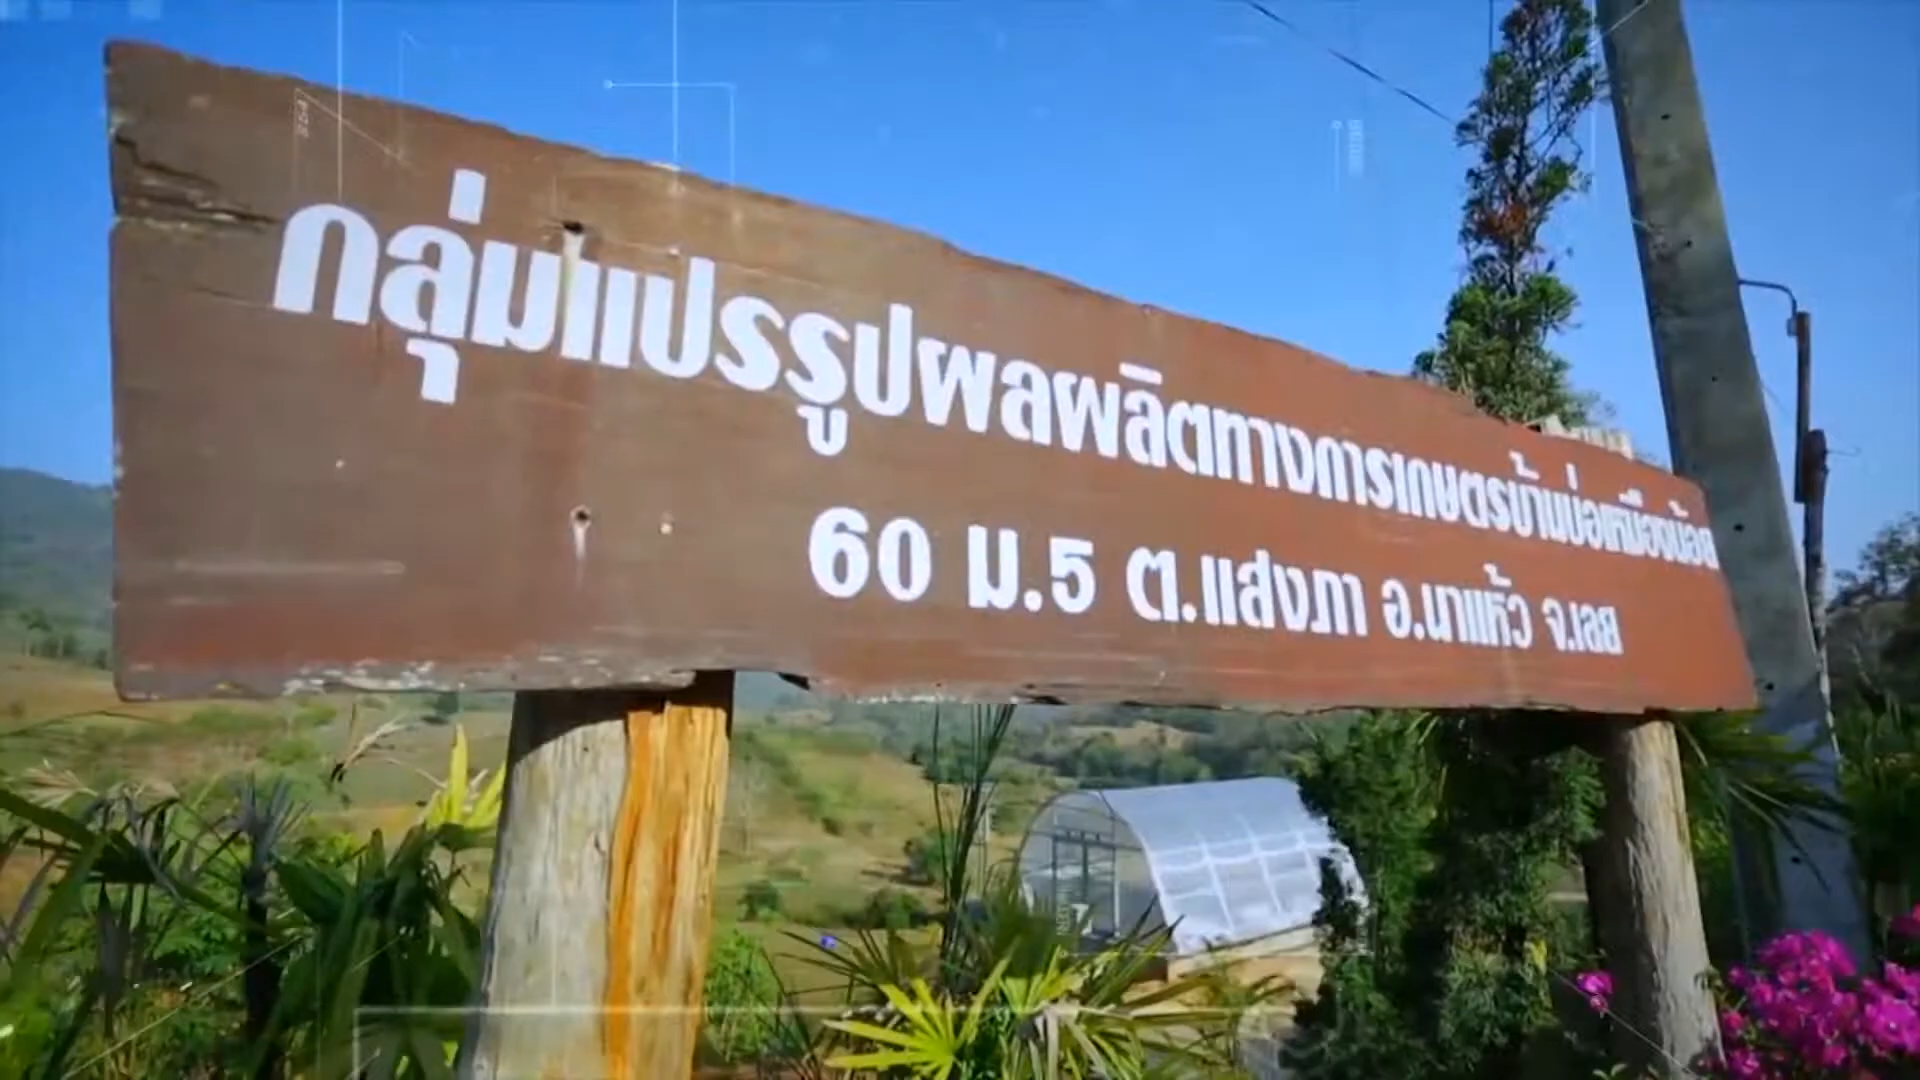 กลุ่มแปรรูปผลผลิตทางการเกษตรบ้านบ่อเหมืองน้อย
60 ม.5 ต.แสงภา อ.นาแห้ว จ.เลย